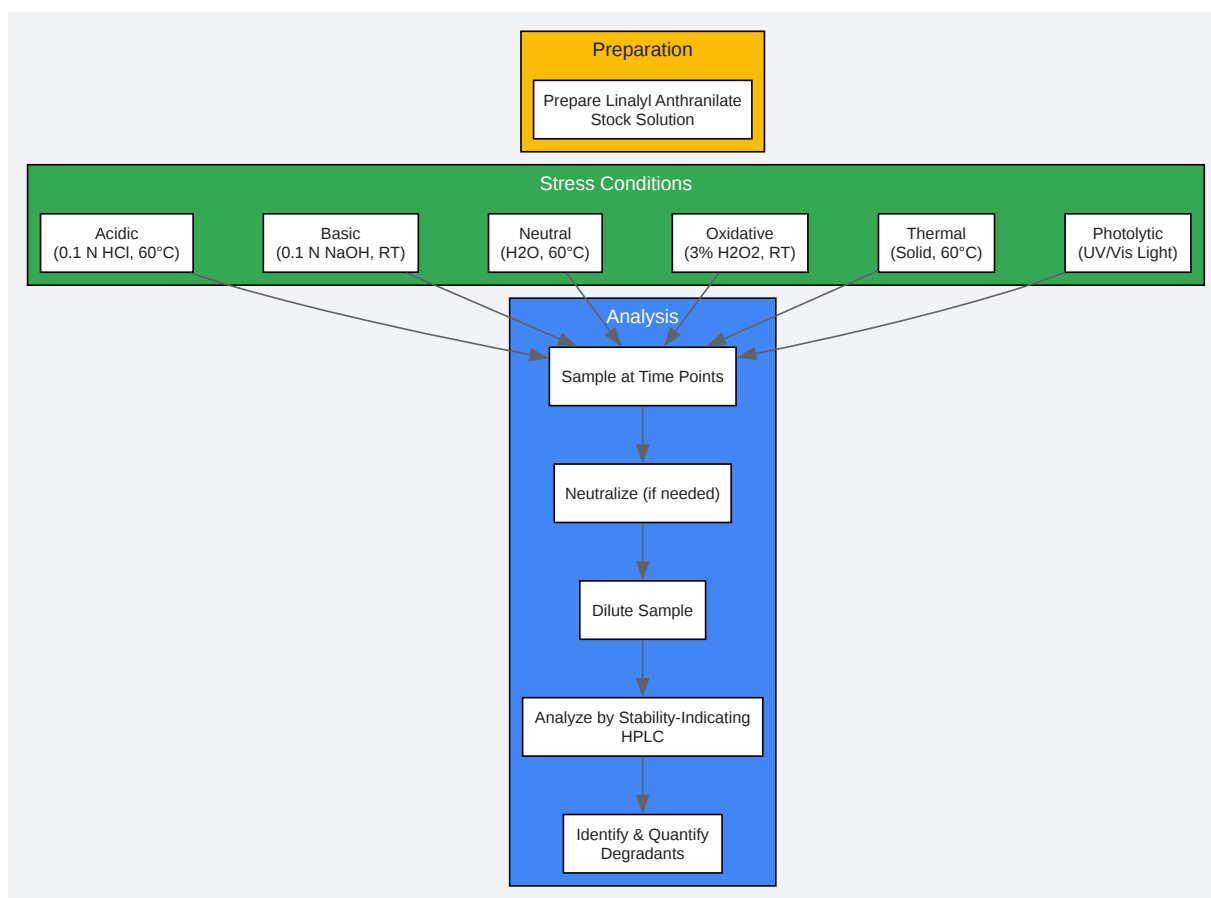 Preparation
Prepare Linalyl Anthranilate
Stock Solution
Stress Conditions
Acidic
(0.1 N HCl, 60°C)
Basic
(0.1 N NaOH, RT)
Neutral
(H2O, 60°C)
Oxidative
(3% H2O2, RT)
Thermal
(Solid, 60°C)
Photolytic
(UV/Vis Light)
Analysis
Sample at Time Points
Neutralize (if needed)
Dilute Sample
Analyze by Stability-Indicating
HPLC
Identify & Quantify
Degradants